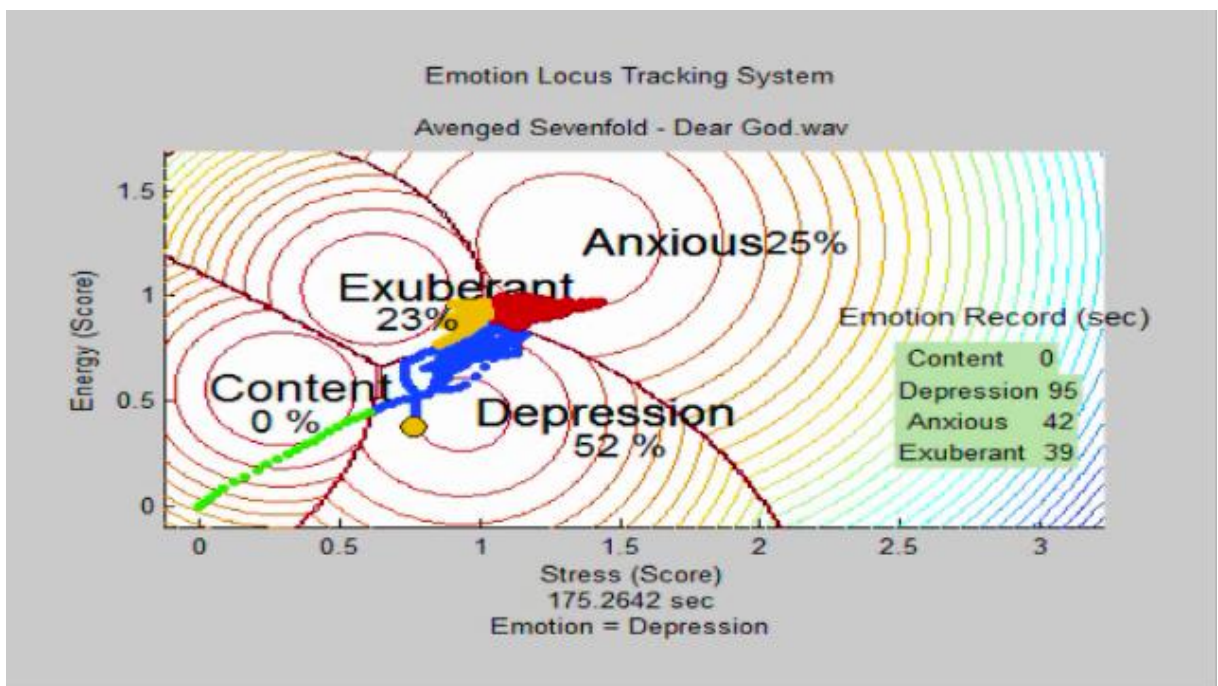 Emotion Locus Tracking System
Avenged Sevenfold - Dear God.wav
1.5
Anxious 25%
Exuberant
23%
1
Emotion Record (sec)
Energy (Score)
Content 0
Content
0 %
Depression 95
0.5
Depression
52 %
Anxious 42
Exuberant 39
0
0 0.5 1 1.5 2 2.5 3
Stress (Score)
175.2642 sec
Emotion = Depression